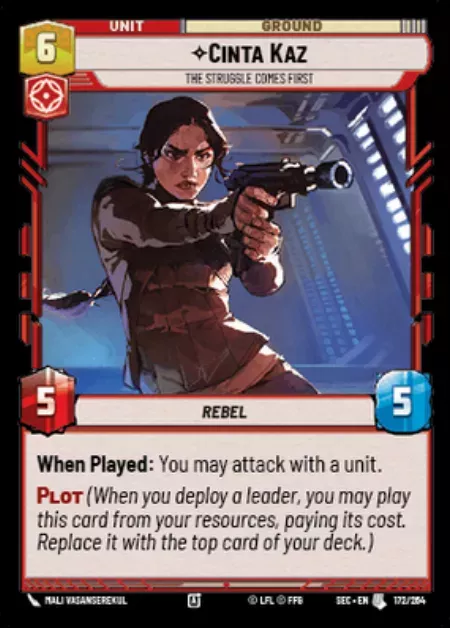 UNIT
GROUND
6
✧CINTA KAZ
THE STRUGGLE COMES FIRST
5
REBEL
5
When Played: You may attack with a unit.
PLOT (When you deploy a leader, you may play
this card from your resources, paying its cost.
Replace it with the top card of your deck.)
MALI VASANSEREKUL
A
© LFL © FFG
SEC • EN
172/264